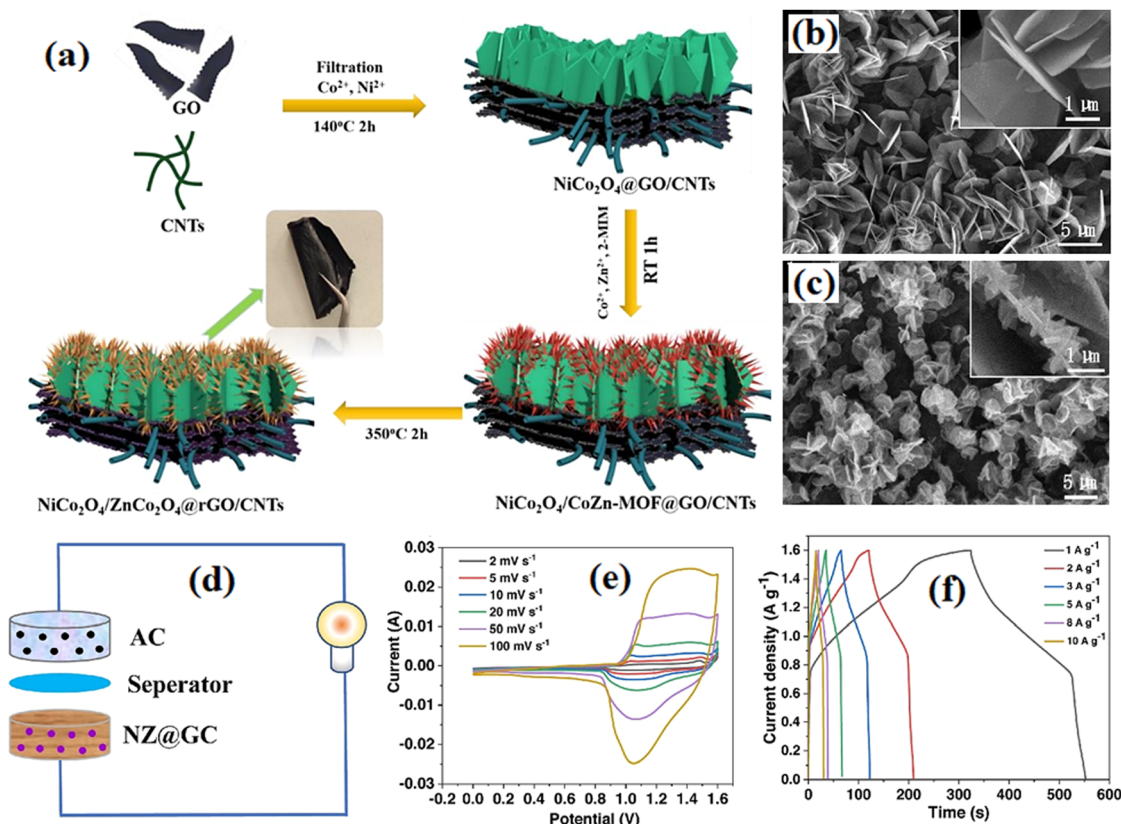 (a)
GO
CNTs
Filtration
Co²⁺, Ni²⁺
140°C 2h
NiCo₂O₄@GO/CNTs
Co²⁺, Zn²⁺, 2-MIM
RT 1h
NiCo₂O₄/CoZn-MOF@GO/CNTs
350°C 2h
NiCo₂O₄/ZnCo₂O₄@rGO/CNTs
(b)
1 μm
5 μm
(c)
1 μm
5 μm
(d)
AC
Seperator
NZ@GC
(e)
2 mV s⁻¹
5 mV s⁻¹
10 mV s⁻¹
20 mV s⁻¹
50 mV s⁻¹
100 mV s⁻¹
Current (A)
0.03
0.02
0.01
0.00
-0.01
-0.02
-0.03
-0.2 0.0 0.2 0.4 0.6 0.8 1.0 1.2 1.4 1.6
Potential (V)
(f)
1 A g⁻¹
2 A g⁻¹
3 A g⁻¹
5 A g⁻¹
8 A g⁻¹
10 A g⁻¹
Current density (A g⁻¹)
1.6
1.4
1.2
1.0
0.8
0.6
0.4
0.2
0.0
0 100 200 300 400 500 600
Time (s)